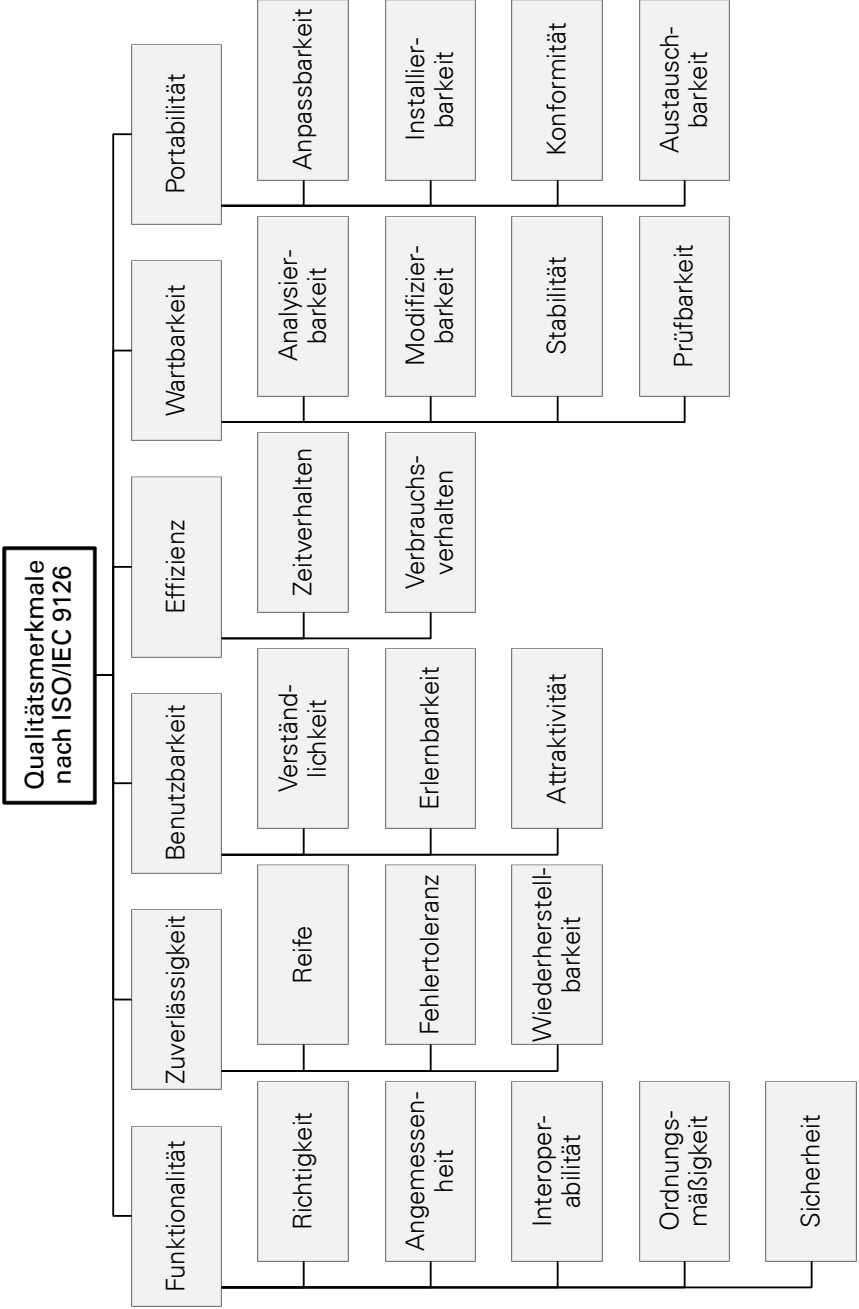 Qualitätsmerkmale
nach ISO/IEC 9126
Funktionalität
Richtigkeit
Angemessen-
heit
Interoper-
abilität
Ordnungs-
mäßigkeit
Sicherheit
Zuverlässigkeit
Reife
Fehlertoleranz
Wiederherstell-
barkeit
Benutzbarkeit
Verständ-
lichkeit
Erlernbarkeit
Attraktivität
Effizienz
Zeitverhalten
Verbrauchs-
verhalten
Wartbarkeit
Analysier-
barkeit
Modifizier-
barkeit
Stabilität
Prüfbarkeit
Portabilität
Anpassbarkeit
Installier-
barkeit
Konformität
Austausch-
barkeit